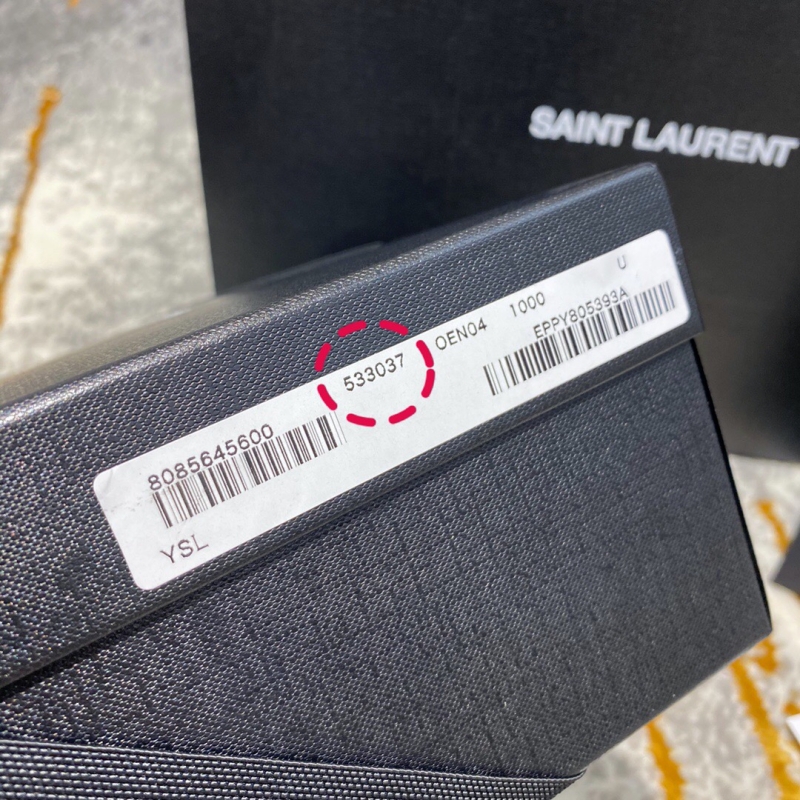 SAINT LAURENT
533037 OEN04 1000 U
8085645600 EPPY805393A
YSL